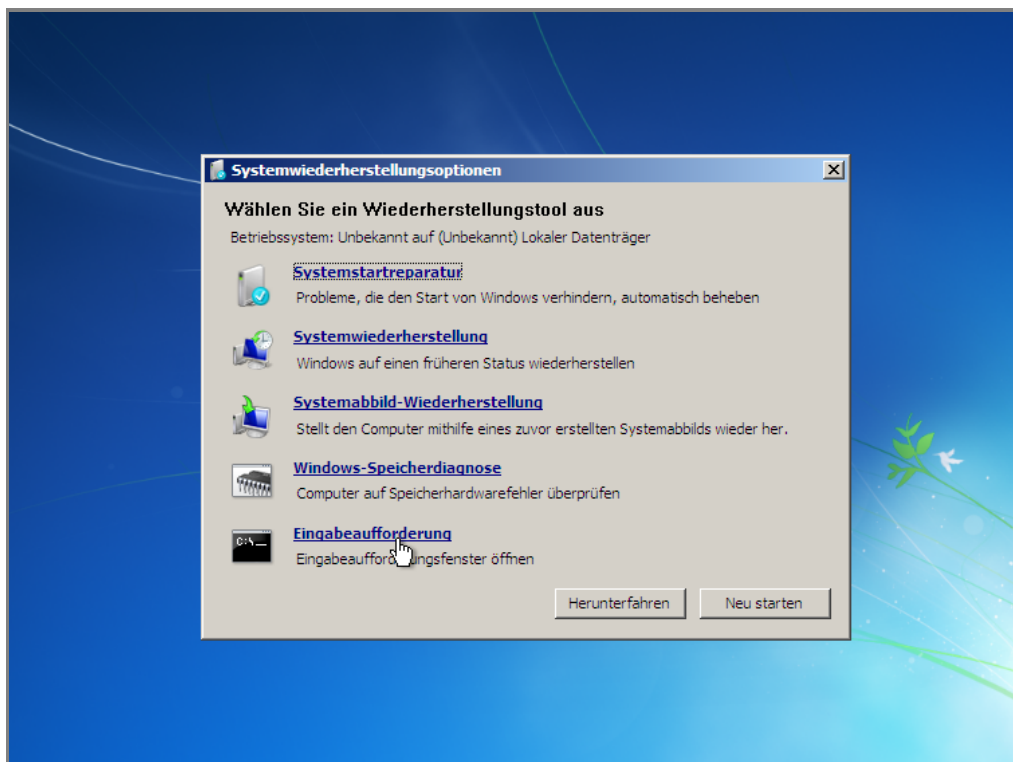 Systemwiederherstellungsoptionen
Wählen Sie ein Wiederherstellungstool aus
Betriebssystem: Unbekannt auf (Unbekannt) Lokaler Datenträger
Systemstartreparatur
Probleme, die den Start von Windows verhindern, automatisch beheben
Systemwiederherstellung
Windows auf einen früheren Status wiederherstellen
Systemabbild-Wiederherstellung
Stellt den Computer mithilfe eines zuvor erstellten Systemabbilds wieder her.
Windows-Speicherdiagnose
Computer auf Speicherhardwarefehler überprüfen
C:\_
Eingabeaufforderung
Eingabeaufforderungsfenster öffnen
Herunterfahren Neu starten